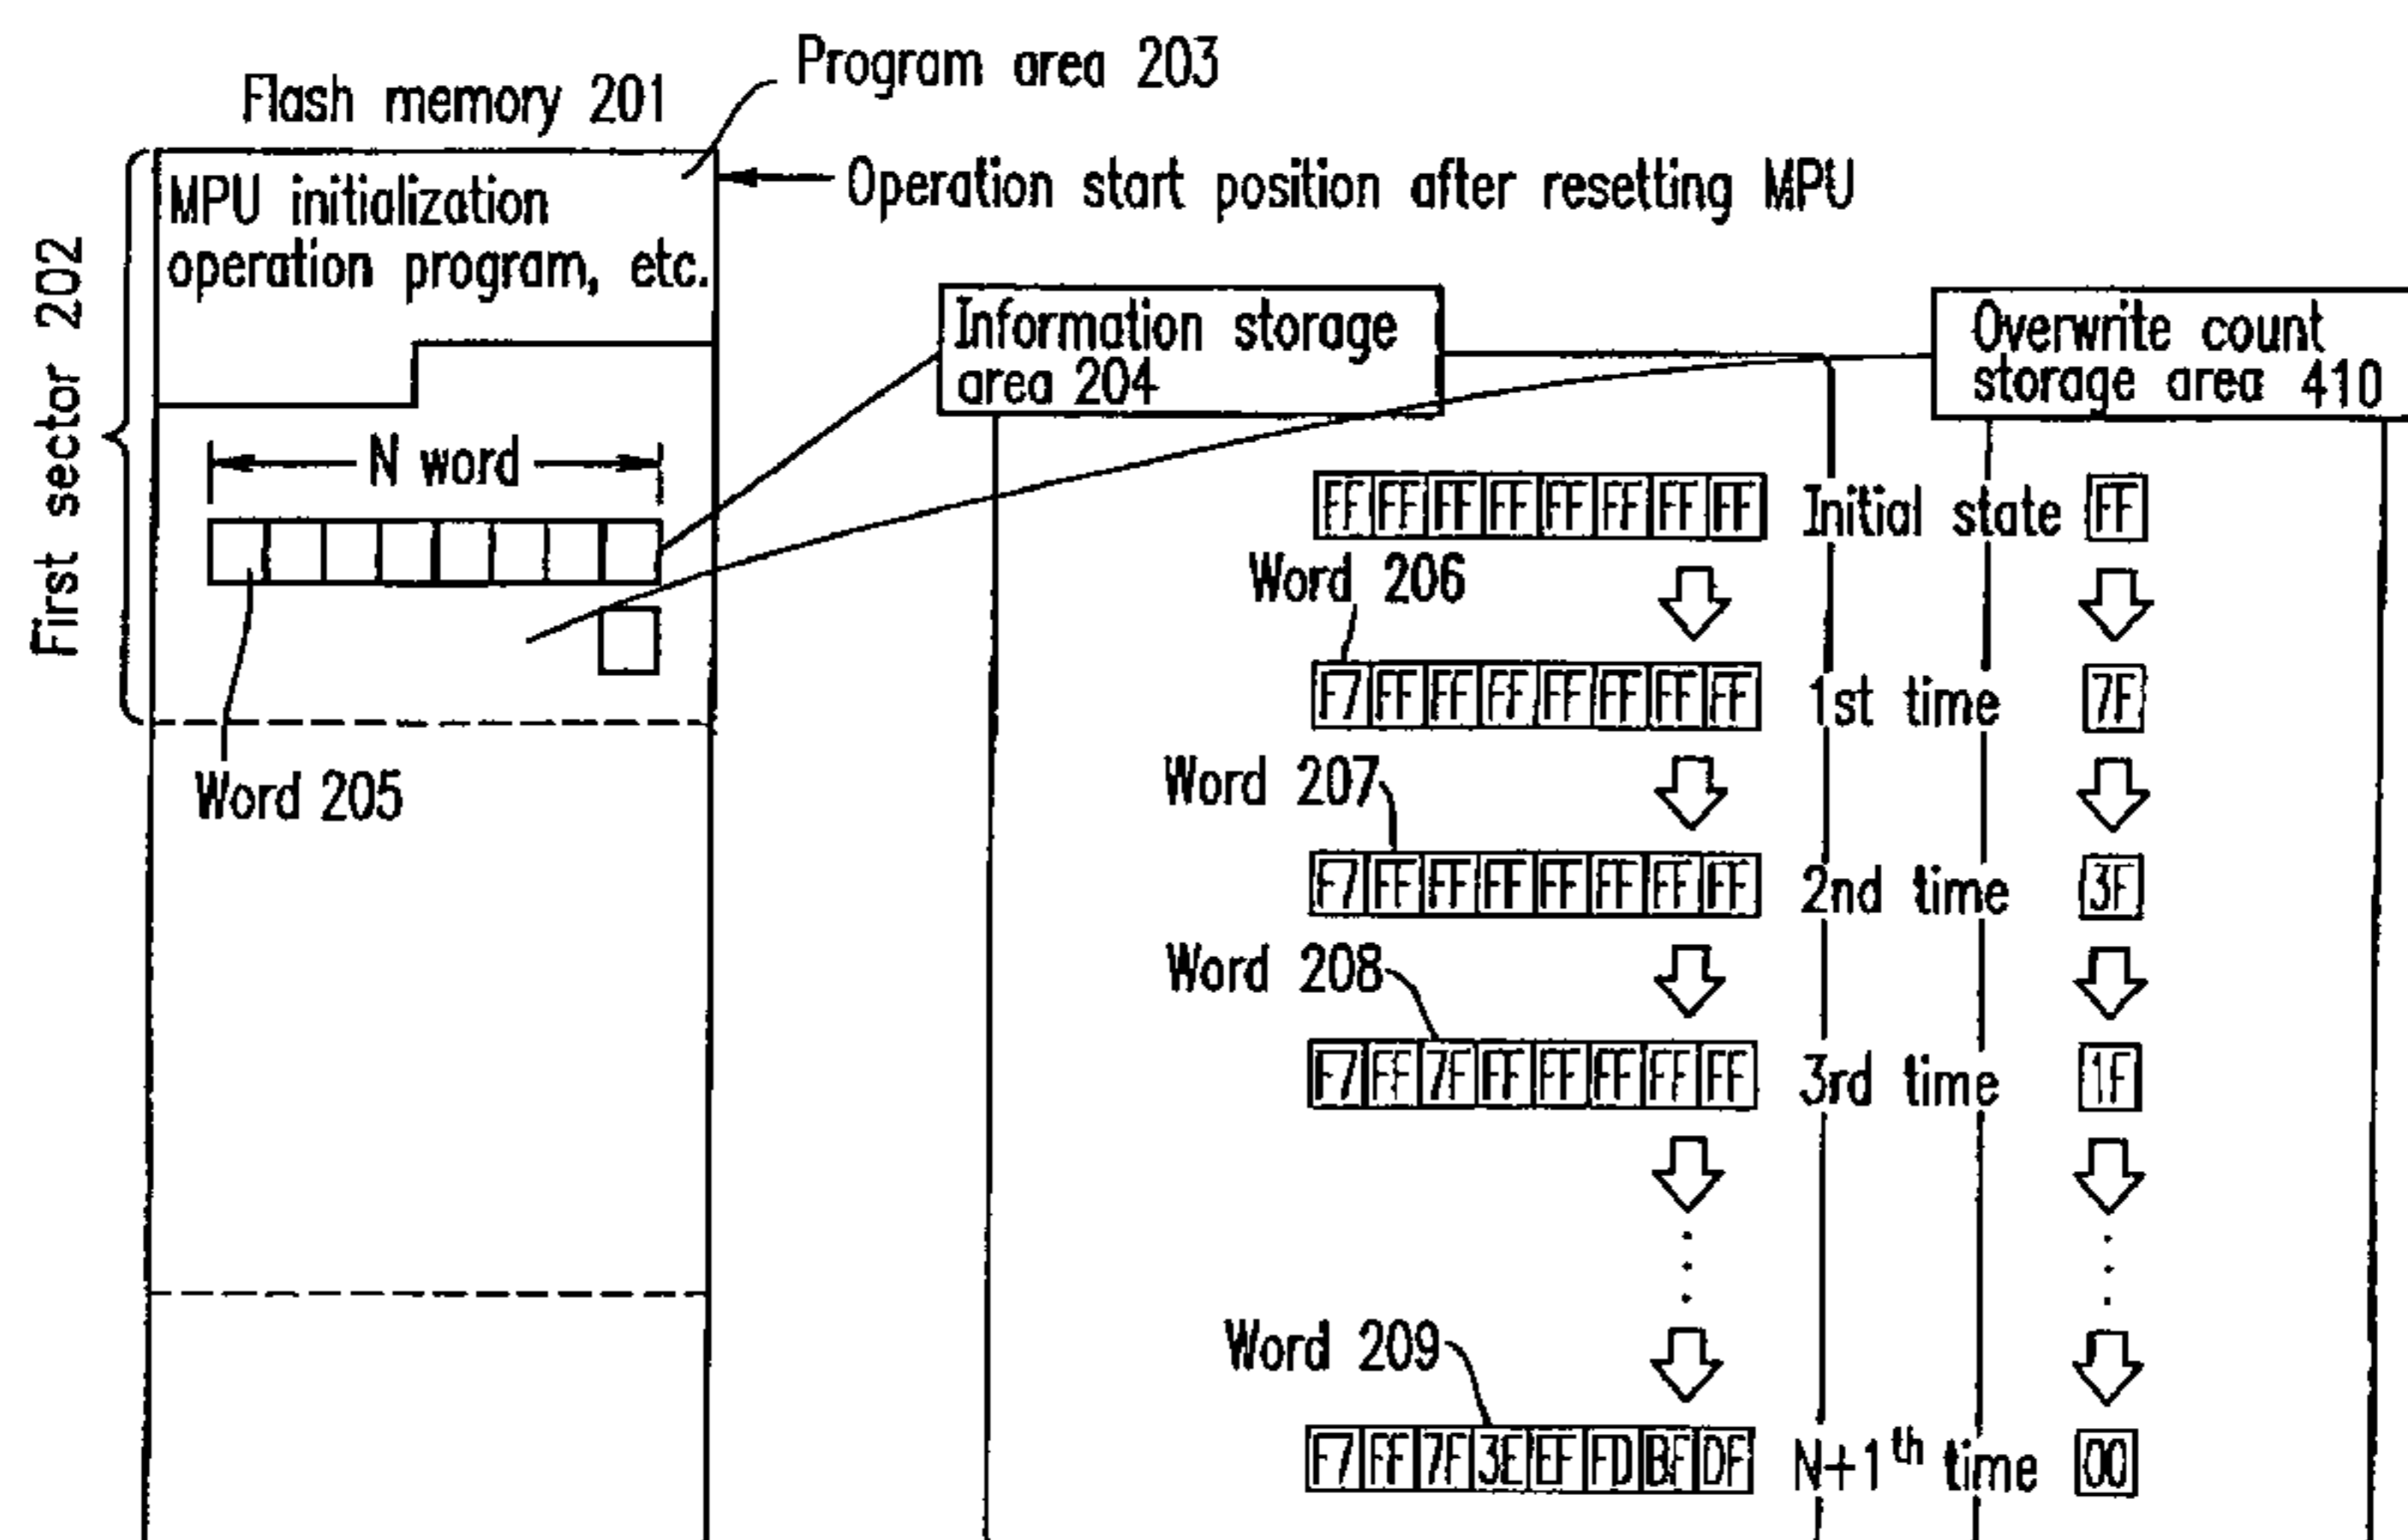 Program area 203
Flash memory 201
First sector 202
MPU initialization
operation program, etc.
Operation start position after resetting MPU
Information storage
area 204
Overwrite count
storage area 410
N word
Word 205
FF FF FF FF FF FF FF FF Initial state FF
Word 206
F7 FF FF FF FF FF FF FF 1st time 7F
Word 207
F7 FF FF FF FF FF FF FF 2nd time 3F
Word 208
F7 FF 7F FF FF FF FF FF 3rd time 1F
Word 209
F7 FF 7F 3E EF FD BF DF N+1th time 00